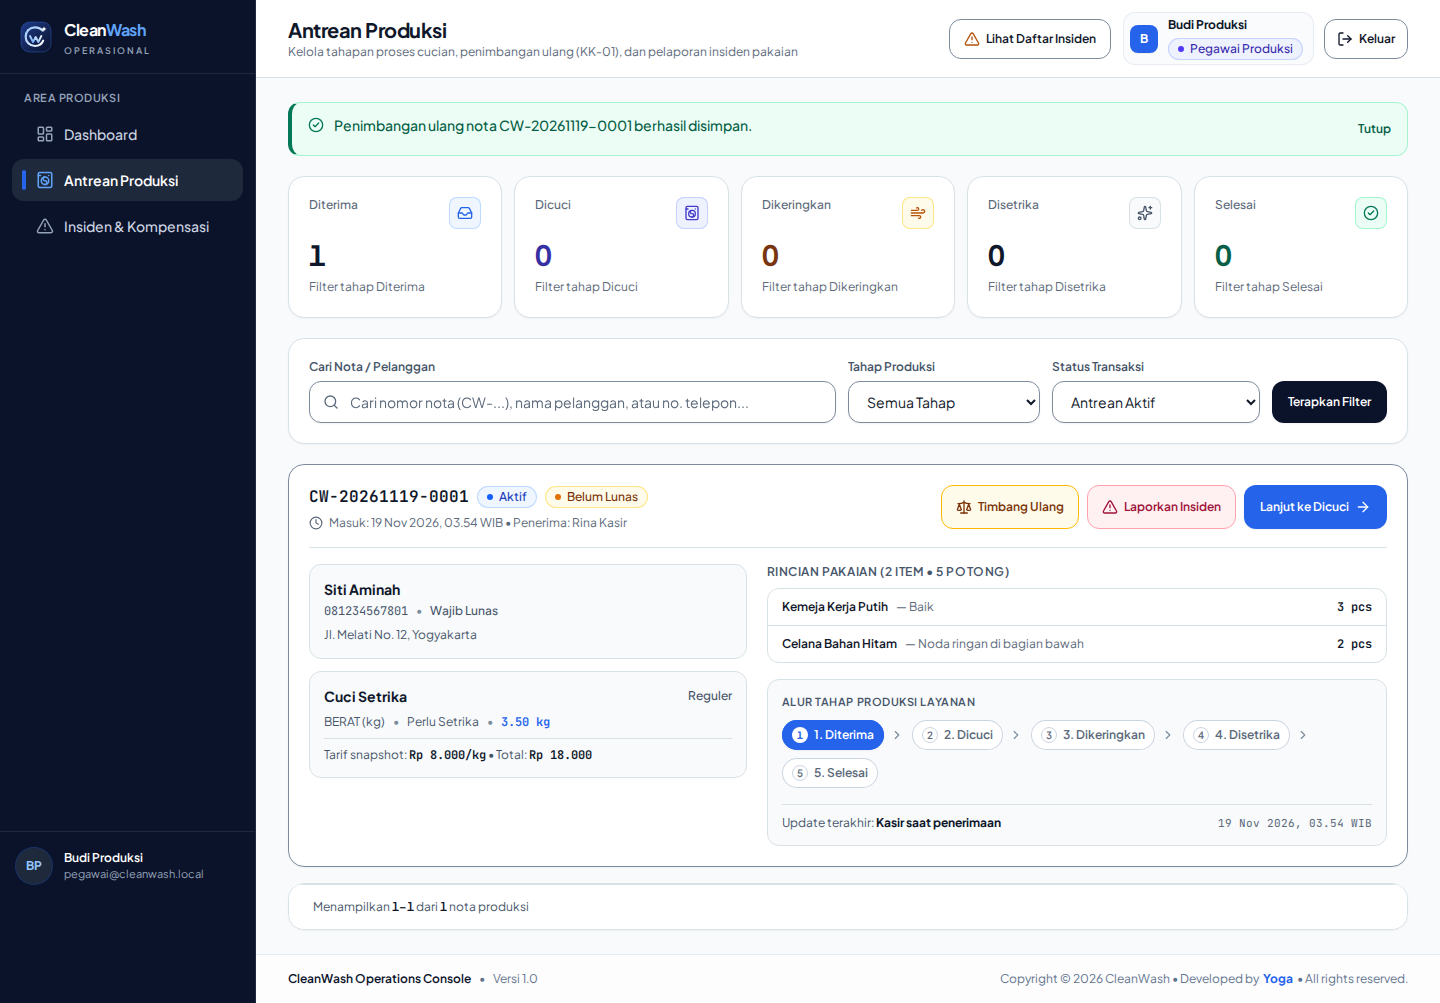 CleanWash
OPERASIONAL
AREA PRODUKSI
Dashboard
Antrean Produksi
Insiden & Kompensasi
BP
Budi Produksi
pegawai@cleanwash.local
Antrean Produksi
Kelola tahapan proses cucian, penimbangan ulang (KK-01), dan pelaporan insiden pakaian
Lihat Daftar Insiden
B
Budi Produksi
Pegawai Produksi
Keluar
Penimbangan ulang nota CW-20261119-0001 berhasil disimpan.
Tutup
Diterima
1
Filter tahap Diterima
Dicuci
0
Filter tahap Dicuci
Dikeringkan
0
Filter tahap Dikeringkan
Disetrika
0
Filter tahap Disetrika
Selesai
0
Filter tahap Selesai
Cari Nota / Pelanggan
Cari nomor nota (CW-...), nama pelanggan, atau no. telepon...
Tahap Produksi
Semua Tahap
Status Transaksi
Antrean Aktif
Terapkan Filter
CW-20261119-0001
Aktif
Belum Lunas
Masuk: 19 Nov 2026, 03.54 WIB • Penerima: Rina Kasir
Timbang Ulang
Laporkan Insiden
Lanjut ke Dicuci
Siti Aminah
081234567801 • Wajib Lunas
Jl. Melati No. 12, Yogyakarta
Cuci Setrika
Reguler
BERAT (kg) • Perlu Setrika • 3.50 kg
Tarif snapshot: Rp 8.000/kg • Total: Rp 18.000
RINCIAN PAKAIAN (2 ITEM • 5 POTONG)
Kemeja Kerja Putih — Baik
3 pcs
Celana Bahan Hitam — Noda ringan di bagian bawah
2 pcs
ALUR TAHAP PRODUKSI LAYANAN
1 1. Diterima
2 2. Dicuci
3 3. Dikeringkan
4 4. Disetrika
5 5. Selesai
Update terakhir: Kasir saat penerimaan
19 Nov 2026, 03.54 WIB
Menampilkan 1-1 dari 1 nota produksi
CleanWash Operations Console • Versi 1.0
Copyright © 2026 CleanWash • Developed by Yoga • All rights reserved.